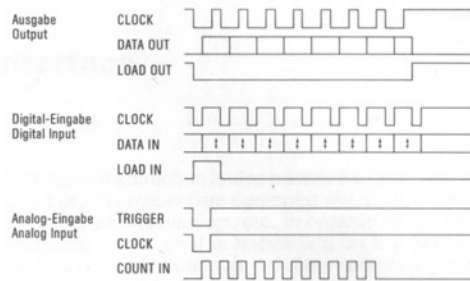 Ausgabe CLOCK
Output
DATA OUT
LOAD OUT
Digital-Eingabe CLOCK
Digital Input
DATA IN
LOAD IN
Analog-Eingabe TRIGGER
Analog Input
CLOCK
COUNT IN